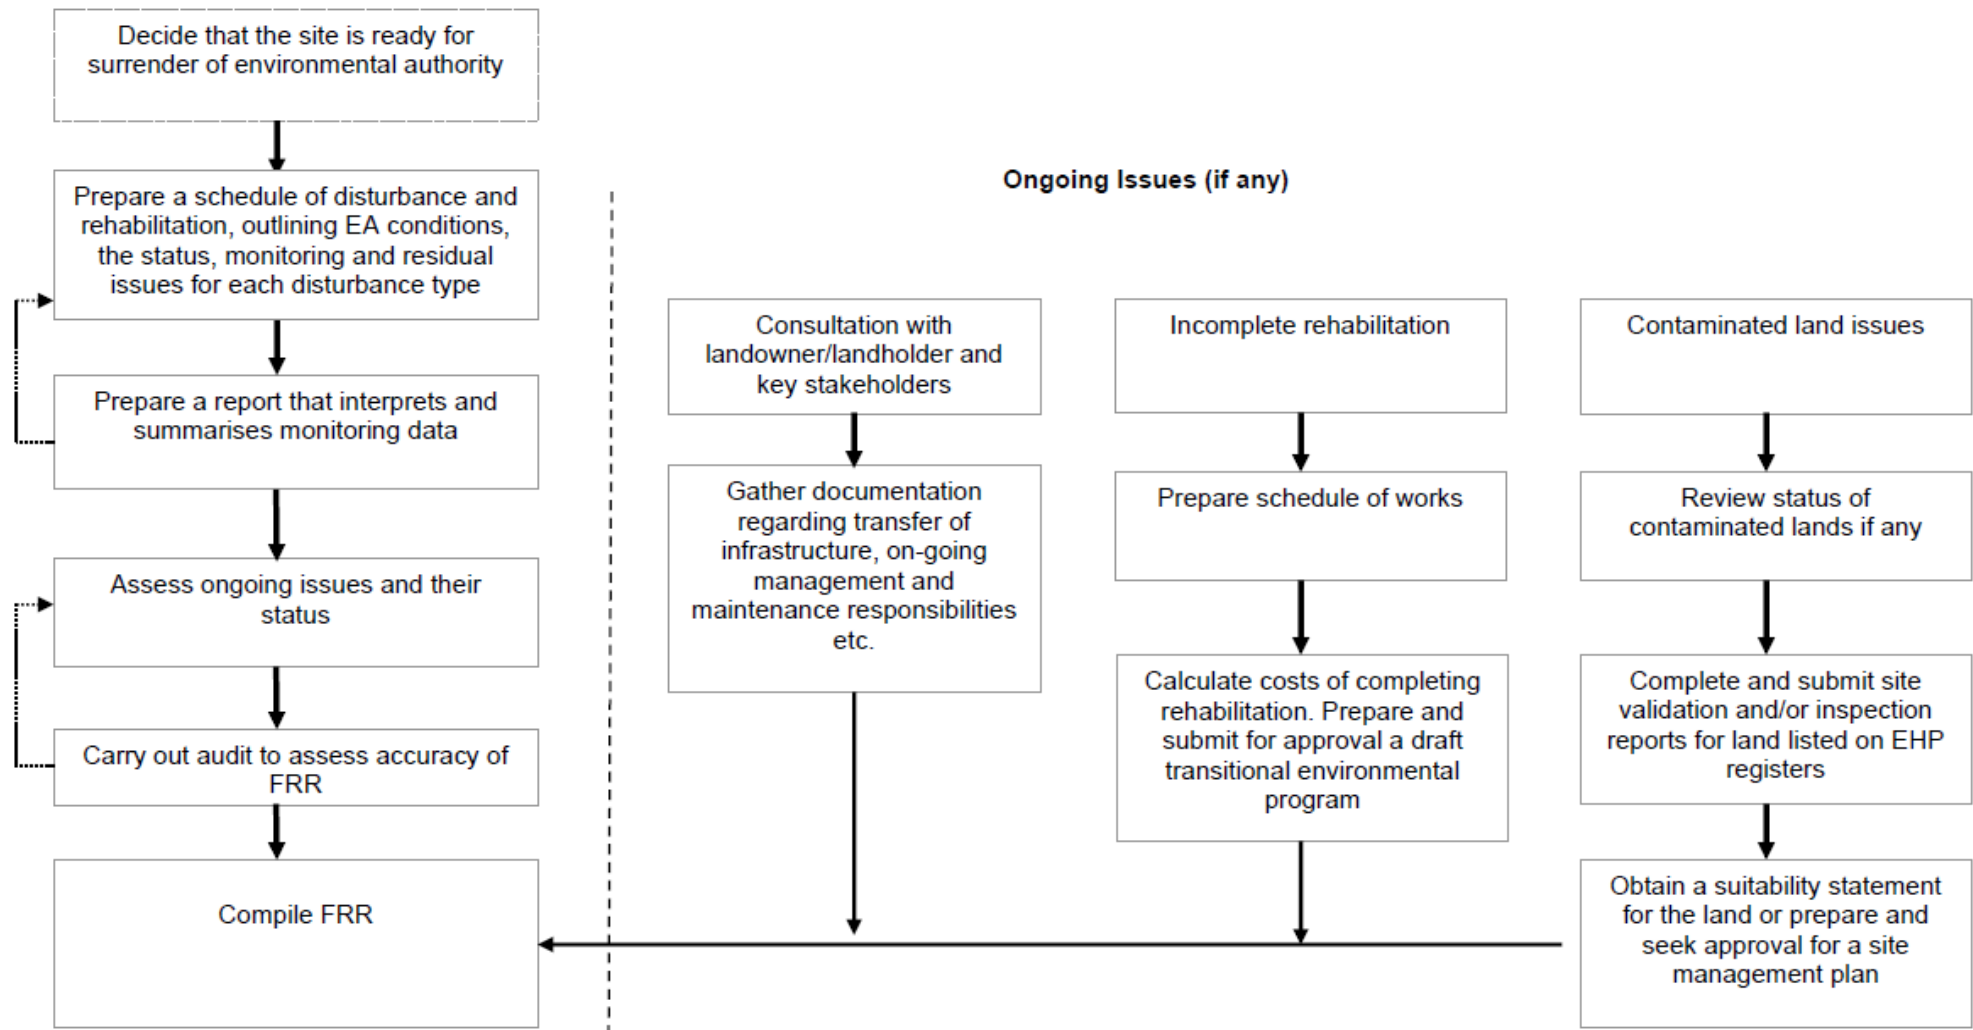 Decide that the site is ready for
surrender of environmental authority
Prepare a schedule of disturbance and
rehabilitation, outlining EA conditions,
the status, monitoring and residual
issues for each disturbance type
Prepare a report that interprets and
summarises monitoring data
Assess ongoing issues and their
status
Carry out audit to assess accuracy of
FRR
Compile FRR
Ongoing Issues (if any)
Consultation with
landowner/landholder and
key stakeholders
Gather documentation
regarding transfer of
infrastructure, on-going
management and
maintenance responsibilities
etc.
Incomplete rehabilitation
Prepare schedule of works
Calculate costs of completing
rehabilitation. Prepare and
submit for approval a draft
transitional environmental
program
Contaminated land issues
Review status of
contaminated lands if any
Complete and submit site
validation and/or inspection
reports for land listed on EHP
registers
Obtain a suitability statement
for the land or prepare and
seek approval for a site
management plan